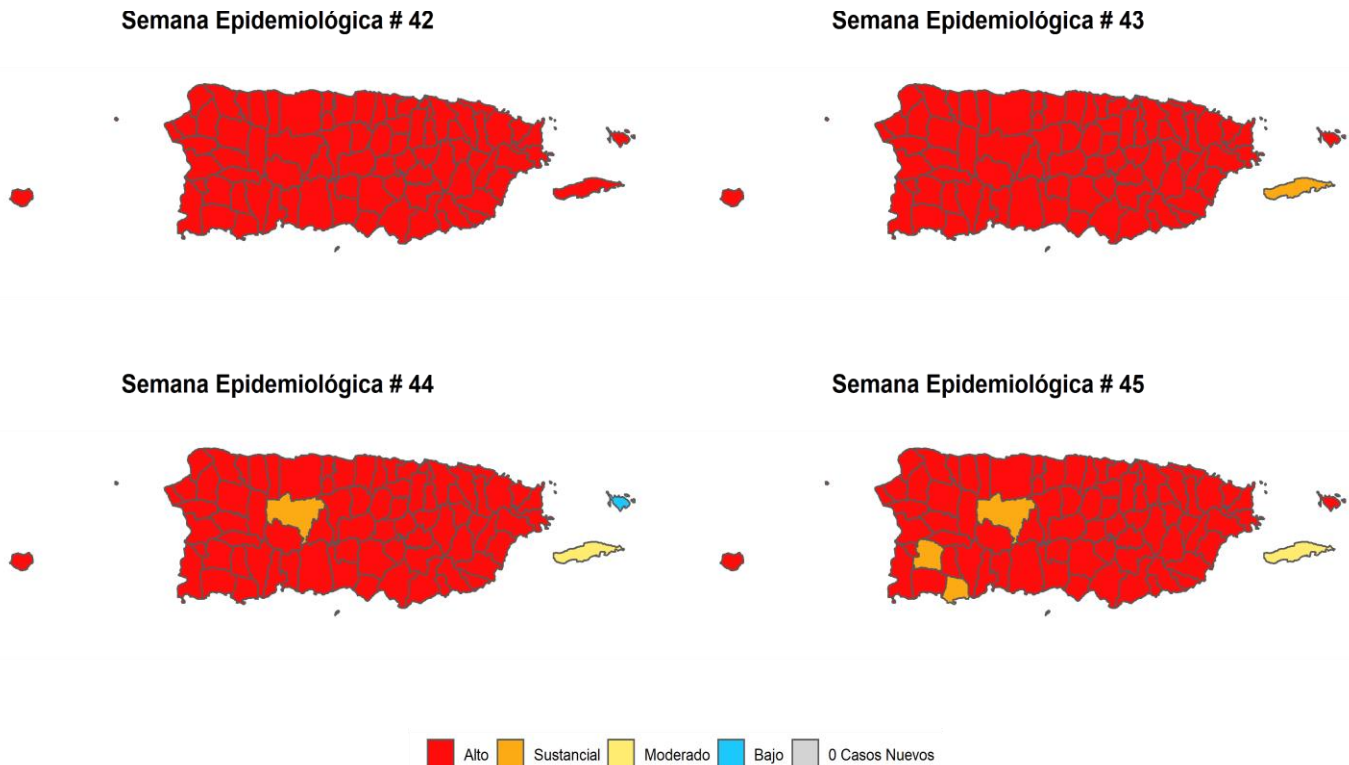 Semana Epidemiológica # 42
Semana Epidemiológica # 43
Semana Epidemiológica # 44
Semana Epidemiológica # 45
Alto Sustancial Moderado Bajo 0 Casos Nuevos